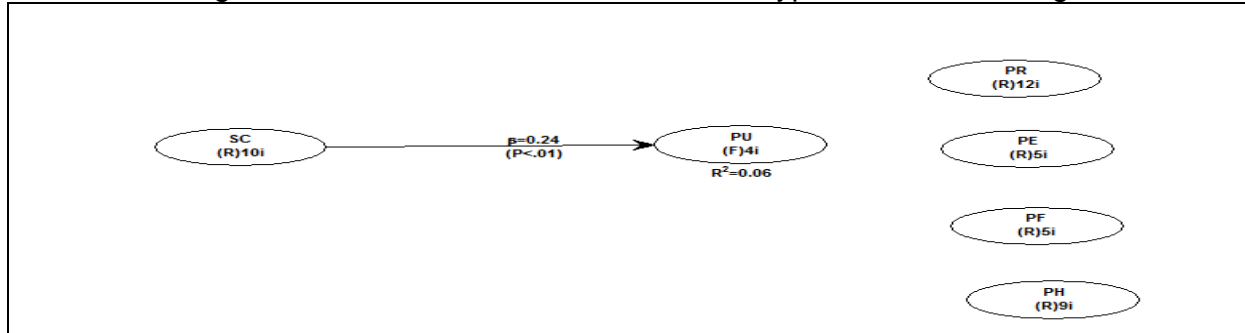 SC
(R)10i
β=0.24
(P<.01)
PU
(F)4i
R²=0.06
PR
(R)12i
PE
(R)5i
PF
(R)5i
PH
(R)9i